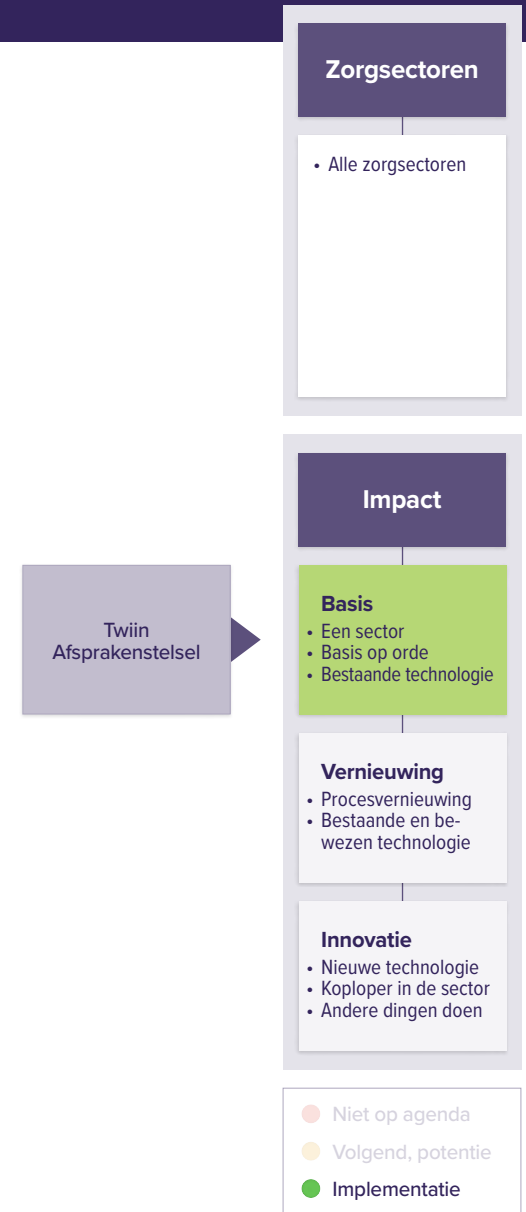 Zorgsectoren
• Alle zorgsectoren
Impact
Twiin
Afsprakenstelsel
Basis
• Een sector
• Basis op orde
• Bestaande technologie
Vernieuwing
• Procesvernieuwing
• Bestaande en be-
wezen technologie
Innovatie
• Nieuwe technologie
• Koploper in de sector
• Andere dingen doen
Niet op agenda
Volgend, potentie
Implementatie